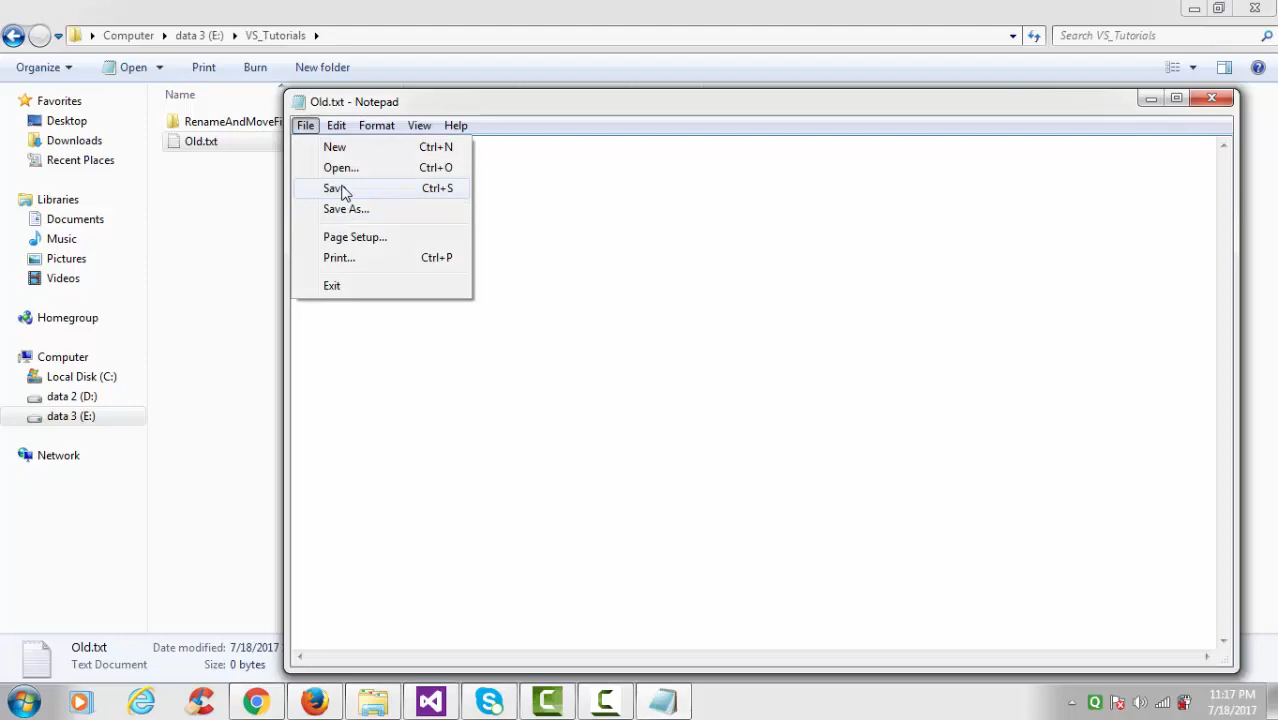 Computer data 3 (E:) VS_Tutorials
Search VS_Tutorials
Organize Open Print Burn New folder
Favorites
Desktop
Downloads
Recent Places
Libraries
Documents
Music
Pictures
Videos
Homegroup
Computer
Local Disk (C:)
data 2 (D:)
data 3 (E:)
Network
Name
RenameAndMoveFi
Old.txt
Old.txt - Notepad
File Edit Format View Help
New Ctrl+N
Open... Ctrl+O
Save Ctrl+S
Save As...
Page Setup...
Print... Ctrl+P
Exit
Old.txt Date modified: 7/18/2017
Text Document Size: 0 bytes
11:17 PM
7/18/2017